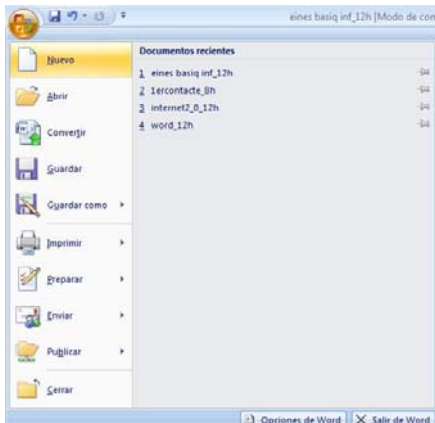 eines basiq inf_12h [Modo de com
Nuevo
Abrir
Convertir
Guardar
Guardar como
Imprimir
Preparar
Enviar
Publicar
Cerrar
Documentos recientes
1 eines basiq inf_12h
2 1ercontacte_8h
3 internet2_0_12h
4 word_12h
Opciones de Word
Salir de Word